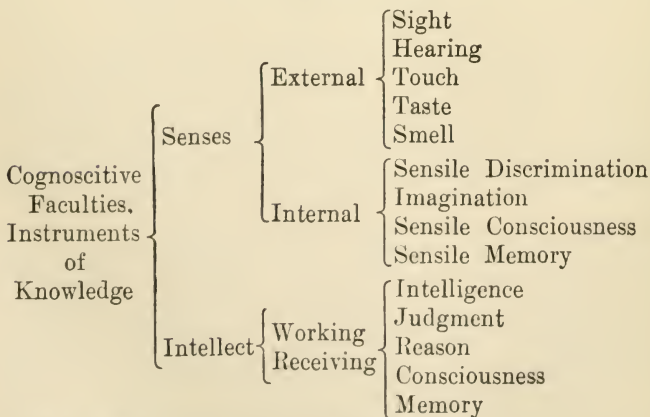 Cognoscitive
Faculties,
Instruments
of
Knowledge
Senses
External
Sight
Hearing
Touch
Taste
Smell
Internal
Sensile Discrimination
Imagination
Sensile Consciousness
Sensile Memory
Intellect
Working
Receiving
Intelligence
Judgment
Reason
Consciousness
Memory